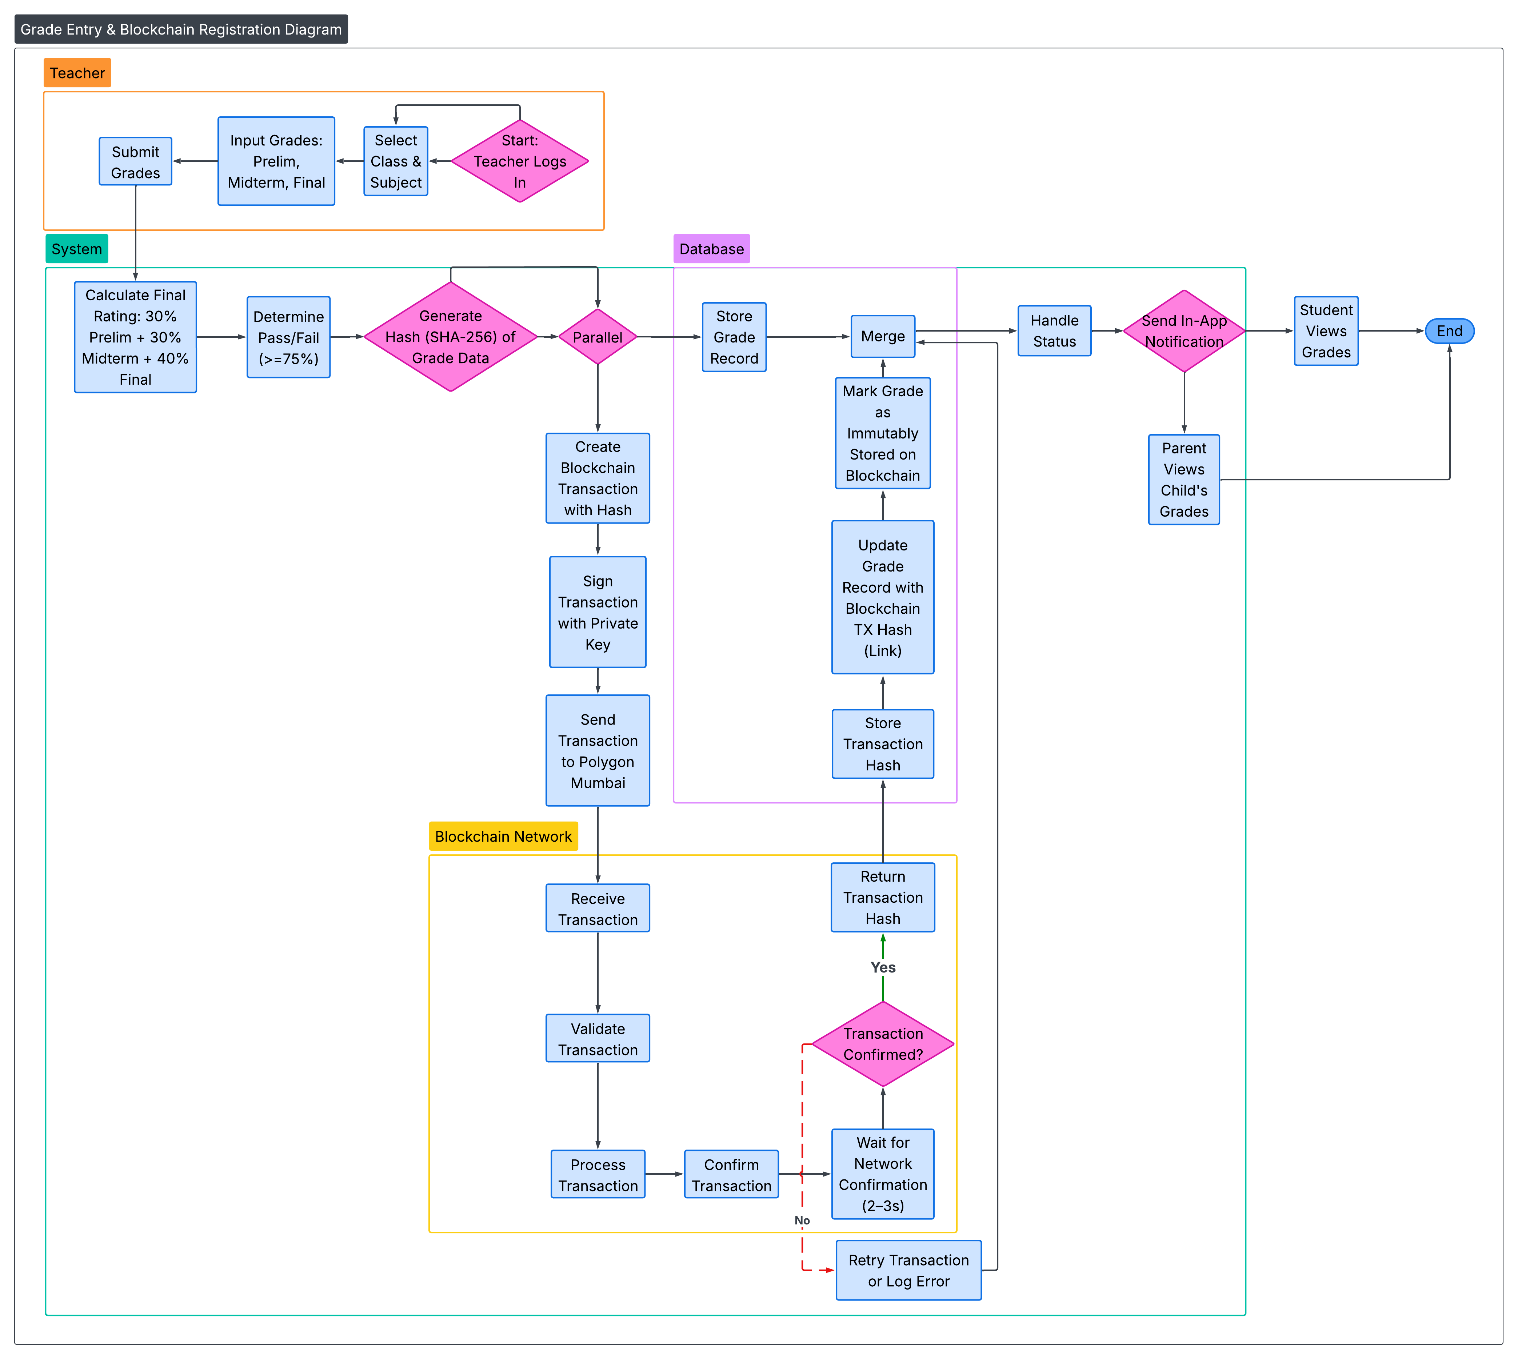 Grade Entry & Blockchain Registration Diagram
Teacher
Submit
Grades
Input Grades:
Prelim,
Midterm, Final
Select
Class &
Subject
Start:
Teacher Logs
In
System
Database
Calculate Final
Rating: 30%
Prelim + 30%
Midterm + 40%
Final
Determine
Pass/Fail
(>=75%)
Generate
Hash (SHA-256) of
Grade Data
Parallel
Store
Grade
Record
Merge
Handle
Status
Send In-App
Notification
Student
Views
Grades
End
Mark Grade
as
Immutably
Stored on
Blockchain
Parent
Views
Child's
Grades
Create
Blockchain
Transaction
with Hash
Update
Grade
Record with
Blockchain
TX Hash
(Link)
Sign
Transaction
with Private
Key
Send
Transaction
to Polygon
Mumbai
Store
Transaction
Hash
Blockchain Network
Receive
Transaction
Return
Transaction
Hash
Yes
Validate
Transaction
Transaction
Confirmed?
Process
Transaction
Confirm
Transaction
Wait for
Network
Confirmation
(2–3s)
No
Retry Transaction
or Log Error